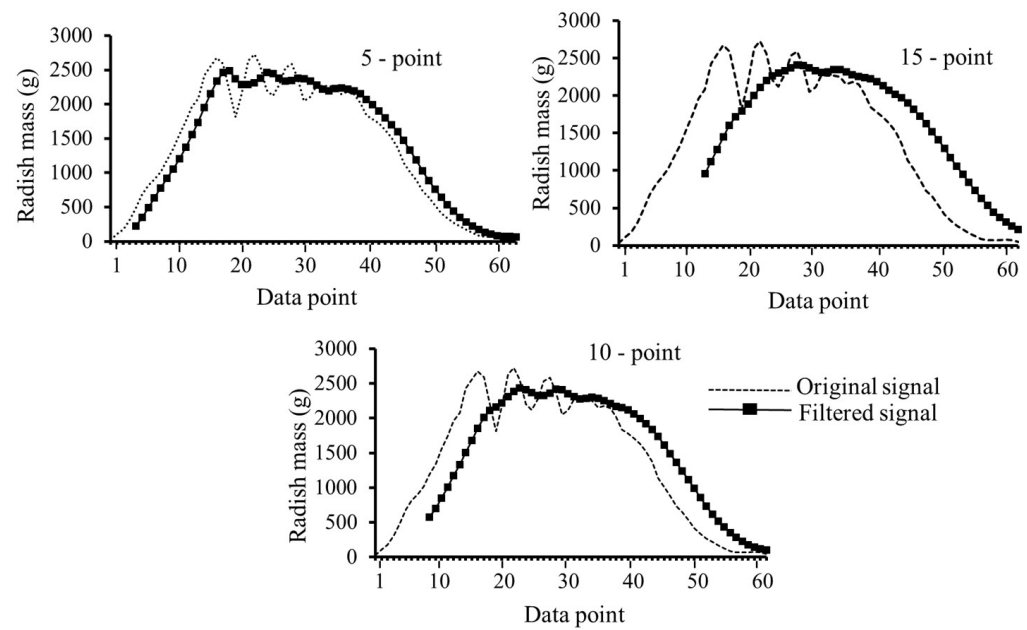 5 - point
Radish mass (g)
3000
2500
2000
1500
1000
500
0
1 10 20 30 40 50 60
Data point
15 - point
Radish mass (g)
3000
2500
2000
1500
1000
500
0
1 10 20 30 40 50 60
Data point
10 - point
Radish mass (g)
3000
2500
2000
1500
1000
500
0
1 10 20 30 40 50 60
Data point
Original signal
Filtered signal